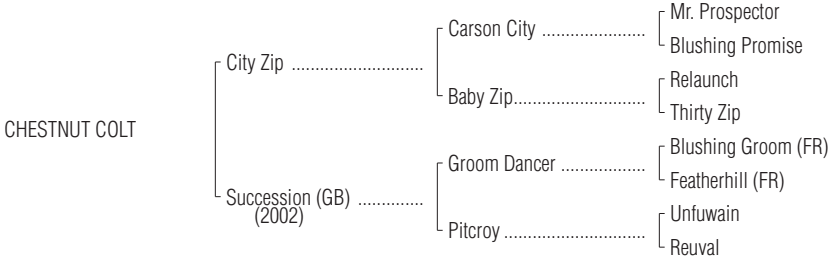 Mr. Prospector
Carson City ......................
Blushing Promise
City Zip ............................
Relaunch
Baby Zip............................
Thirty Zip
CHESTNUT COLT
Blushing Groom (FR)
Groom Dancer ..................
Featherhill (FR)
Succession (GB) ..............
(2002)
Unfuwain
Pitcroy ..............................
Reuval